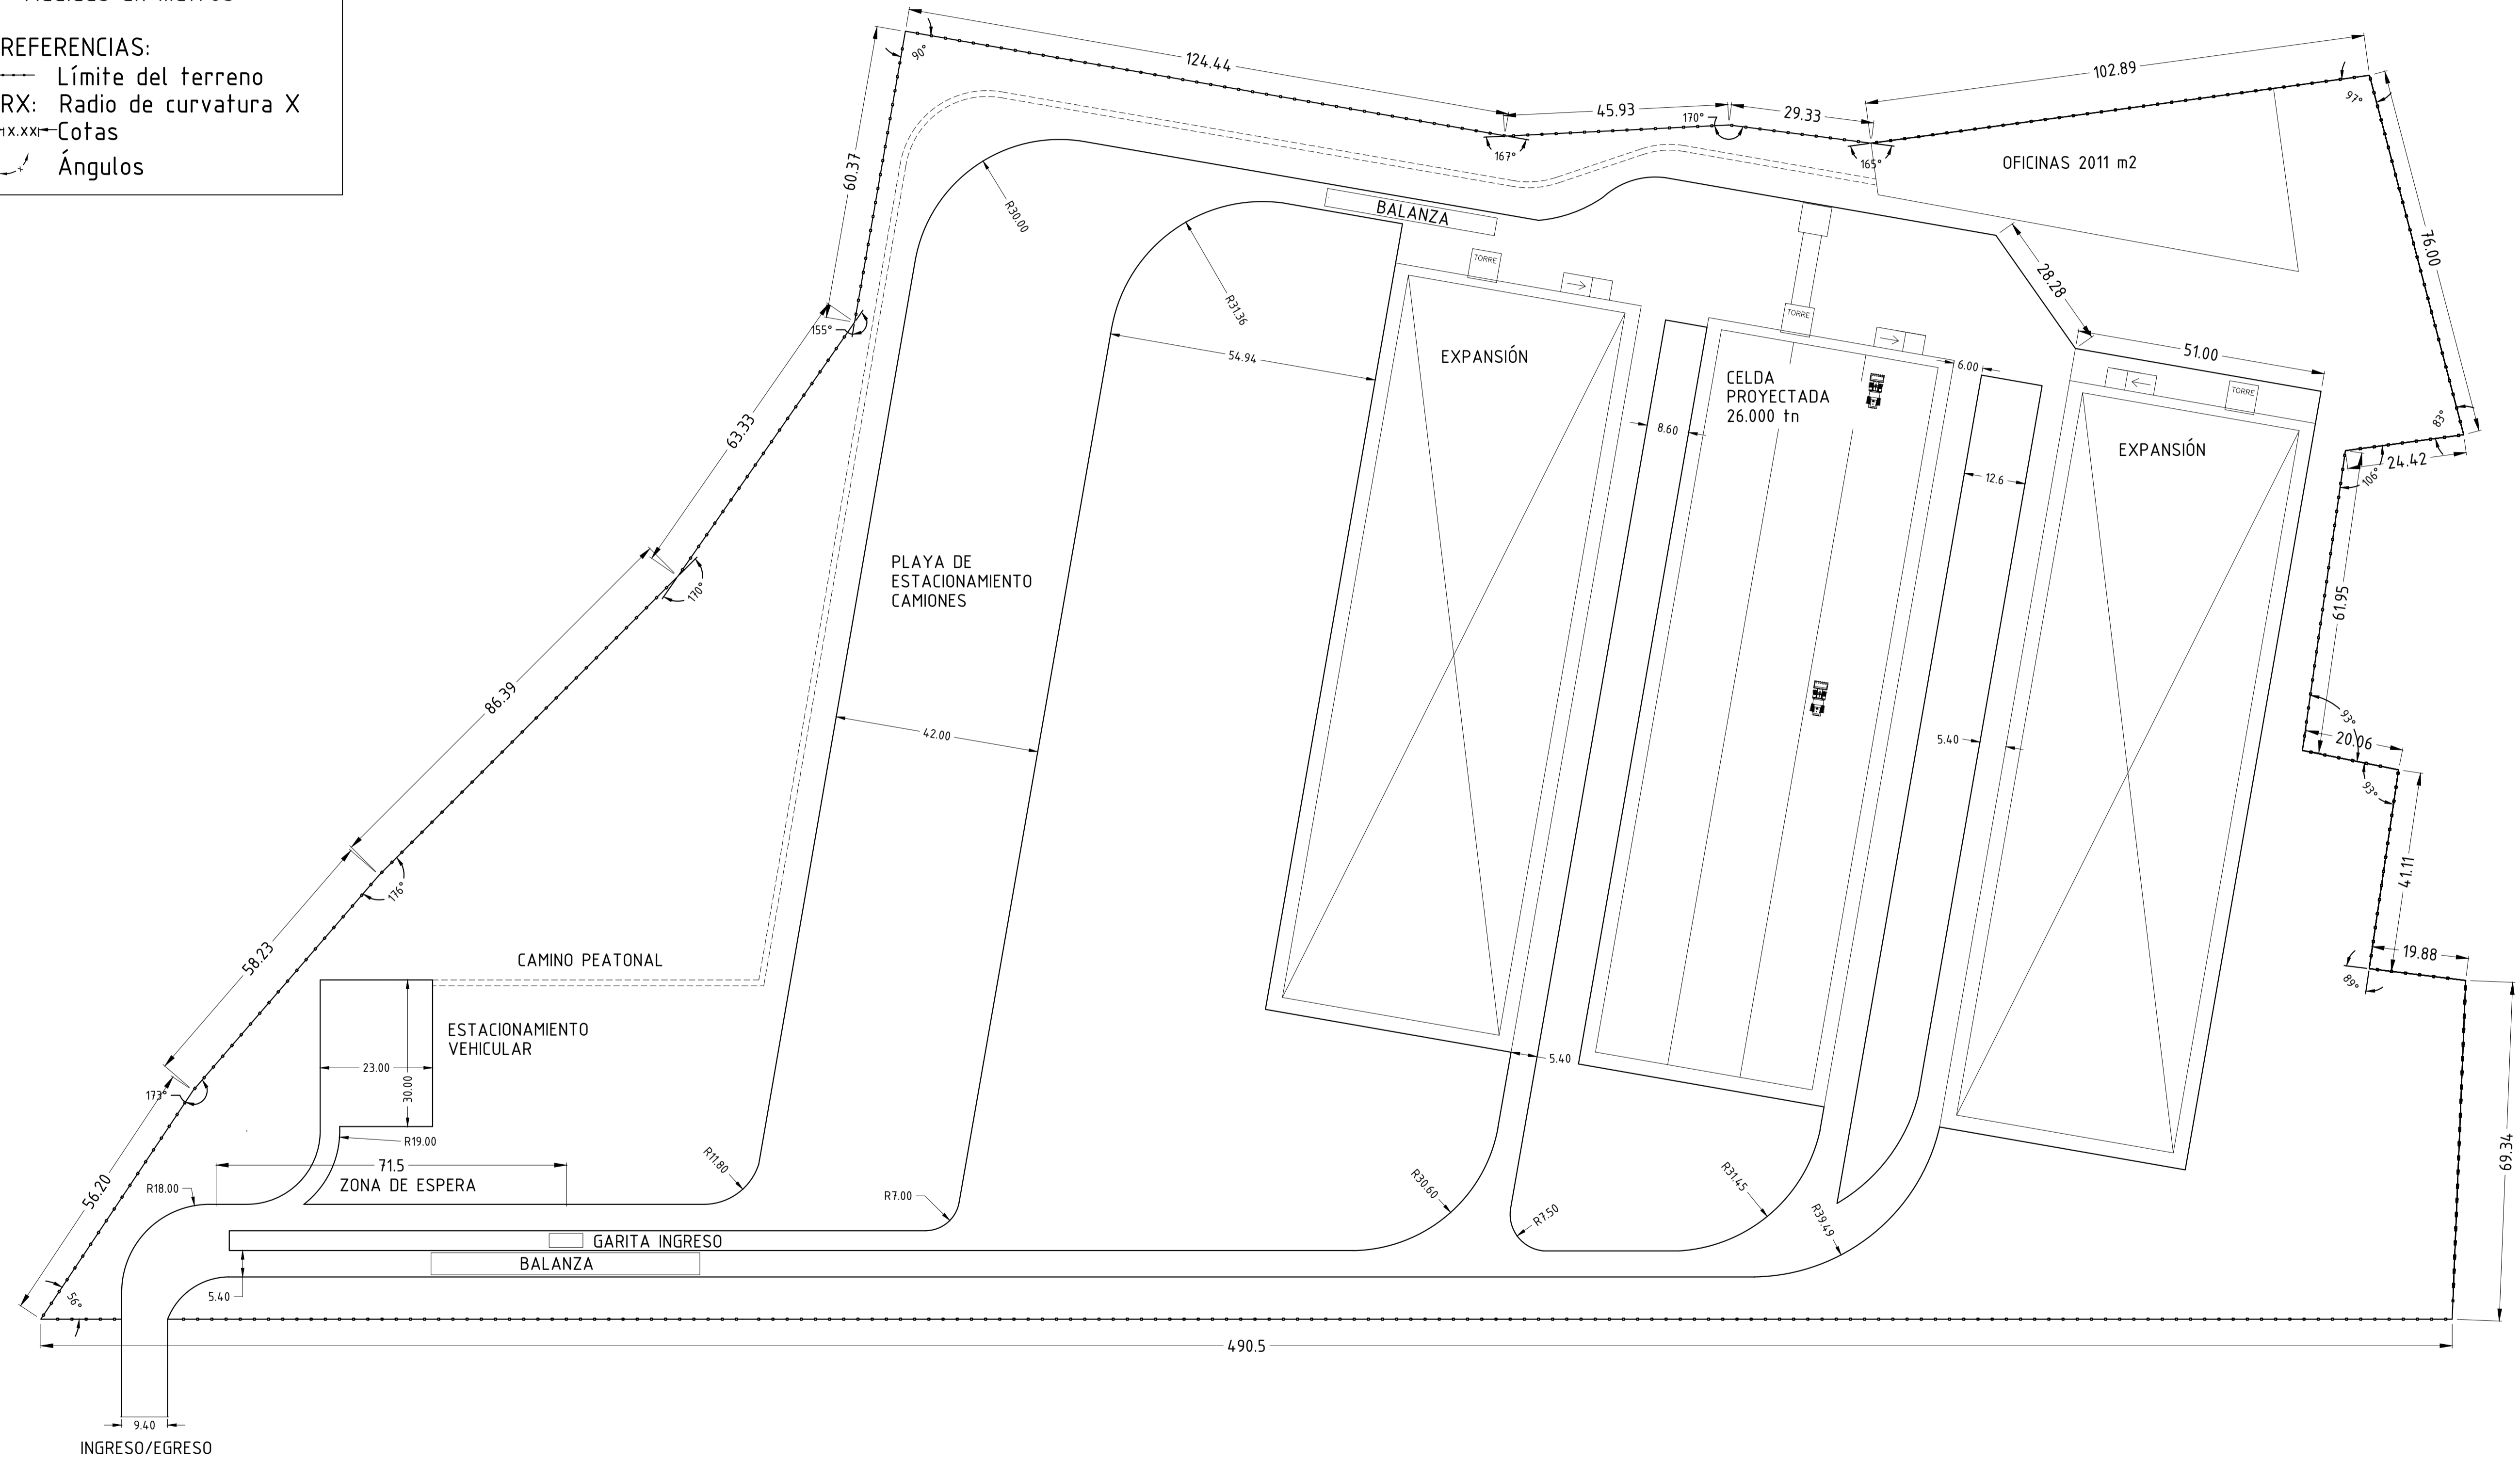 REFERENCIAS:
Límite del terreno
RX: Radio de curvatura X
X.XX Cotas
Ángulos
124.44
90°
102.89
45.93
29.33
170°
167°
165°
97°
OFICINAS 2011 m2
60.37
R30.00
BALANZA
76.00
TORRE
28.28
R31.36
TORRE
155°
54.94
EXPANSIÓN
51.00
6.00
CELDA
PROYECTADA
26.000 tn
TORRE
8.60
83°
63.33
EXPANSIÓN
24.42
106°
12.6
PLAYA DE
ESTACIONAMIENTO
CAMIONES
170°
61.95
86.39
42.00
5.40
93°
20.06
93°
176°
41.11
58.23
CAMINO PEATONAL
19.88
89°
ESTACIONAMIENTO
VEHICULAR
23.00
30.00
5.40
173°
R19.00
71.5
ZONA DE ESPERA
R11.80
R18.00
56.20
R7.00
R30.60
R31.45
R7.50
R39.49
69.34
GARITA INGRESO
BALANZA
5.40
56°
490.5
9.40
INGRESO/EGRESO